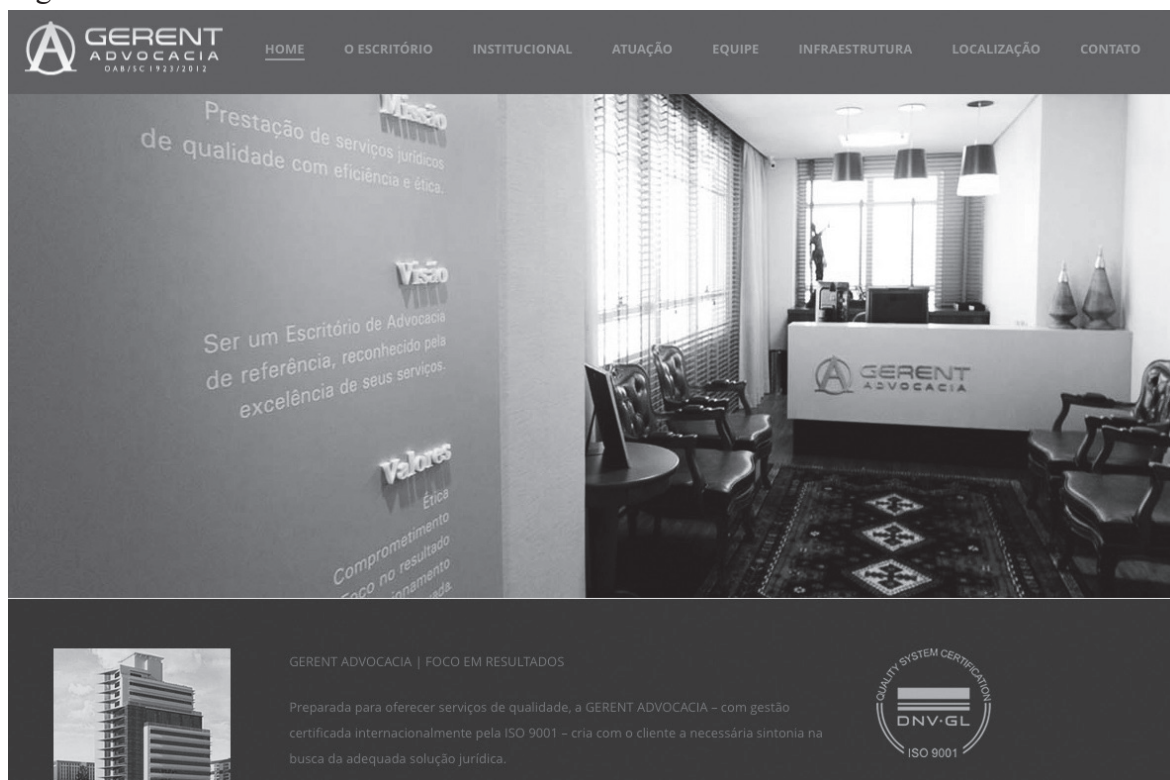 GERENT
ADVOCACIA
OAB/SC 1923/2012
HOME O ESCRITÓRIO INSTITUCIONAL ATUAÇÃO EQUIPE INFRAESTRUTURA LOCALIZAÇÃO CONTATO
Missão
Prestação de serviços jurídicos
de qualidade com eficiência e ética.
Visão
Ser um Escritório de Advocacia
de referência, reconhecido pela
excelência de seus serviços.
Valores
Ética
Comprometimento
Foco no resultado
GERENT
ADVOCACIA
GERENT ADVOCACIA | FOCO EM RESULTADOS
Preparada para oferecer serviços de qualidade, a GERENT ADVOCACIA – com gestão
certificada internacionalmente pela ISO 9001 – cria com o cliente a necessária sintonia na
busca da adequada solução jurídica.
QUALITY SYSTEM CERTIFICATION
DNV·GL
ISO 9001